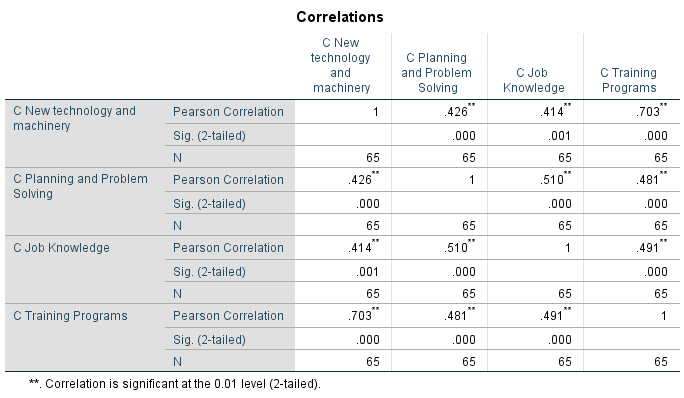 Correlations
C New technology and machinery C Planning and Problem Solving C Job Knowledge C Training Programs
C New technology and machinery Pearson Correlation 1 .426** .414** .703**
Sig. (2-tailed) .000 .001 .000
N 65 65 65 65
C Planning and Problem Solving Pearson Correlation .426** 1 .510** .481**
Sig. (2-tailed) .000 .000 .000
N 65 65 65 65
C Job Knowledge Pearson Correlation .414** .510** 1 .491**
Sig. (2-tailed) .001 .000 .000
N 65 65 65 65
C Training Programs Pearson Correlation .703** .481** .491** 1
Sig. (2-tailed) .000 .000 .000
N 65 65 65 65
**. Correlation is significant at the 0.01 level (2-tailed).